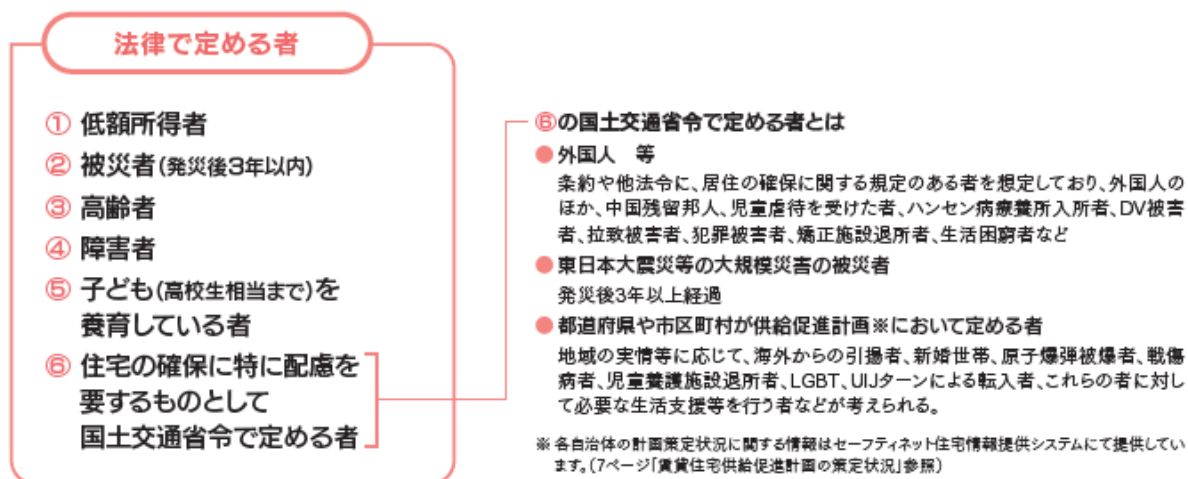 法律で定める者
① 低額所得者
② 被災者(発災後3年以内)
③ 高齢者
④ 障害者
⑤ 子ども(高校生相当まで)を
養育している者
⑥ 住宅の確保に特に配慮を
要するものとして
国土交通省令で定める者
⑥の国土交通省令で定める者とは
● 外国人　等
条約や他法令に、居住の確保に関する規定のある者を想定しており、外国人の
ほか、中国残留邦人、児童虐待を受けた者、ハンセン病療養所入所者、DV被害
者、拉致被害者、犯罪被害者、矯正施設退所者、生活困窮者など
● 東日本大震災等の大規模災害の被災者
発災後3年以上経過
● 都道府県や市区町村が供給促進計画※において定める者
地域の実情等に応じて、海外からの引揚者、新婚世帯、原子爆弾被爆者、戦傷
病者、児童養護施設退所者、LGBT、UIJターンによる転入者、これらの者に対し
て必要な生活支援等を行う者などが考えられる。
※ 各自治体の計画策定状況に関する情報はセーフティネット住宅情報提供システムにて提供してい
ます。(7ページ「賃貸住宅供給促進計画の策定状況」参照)